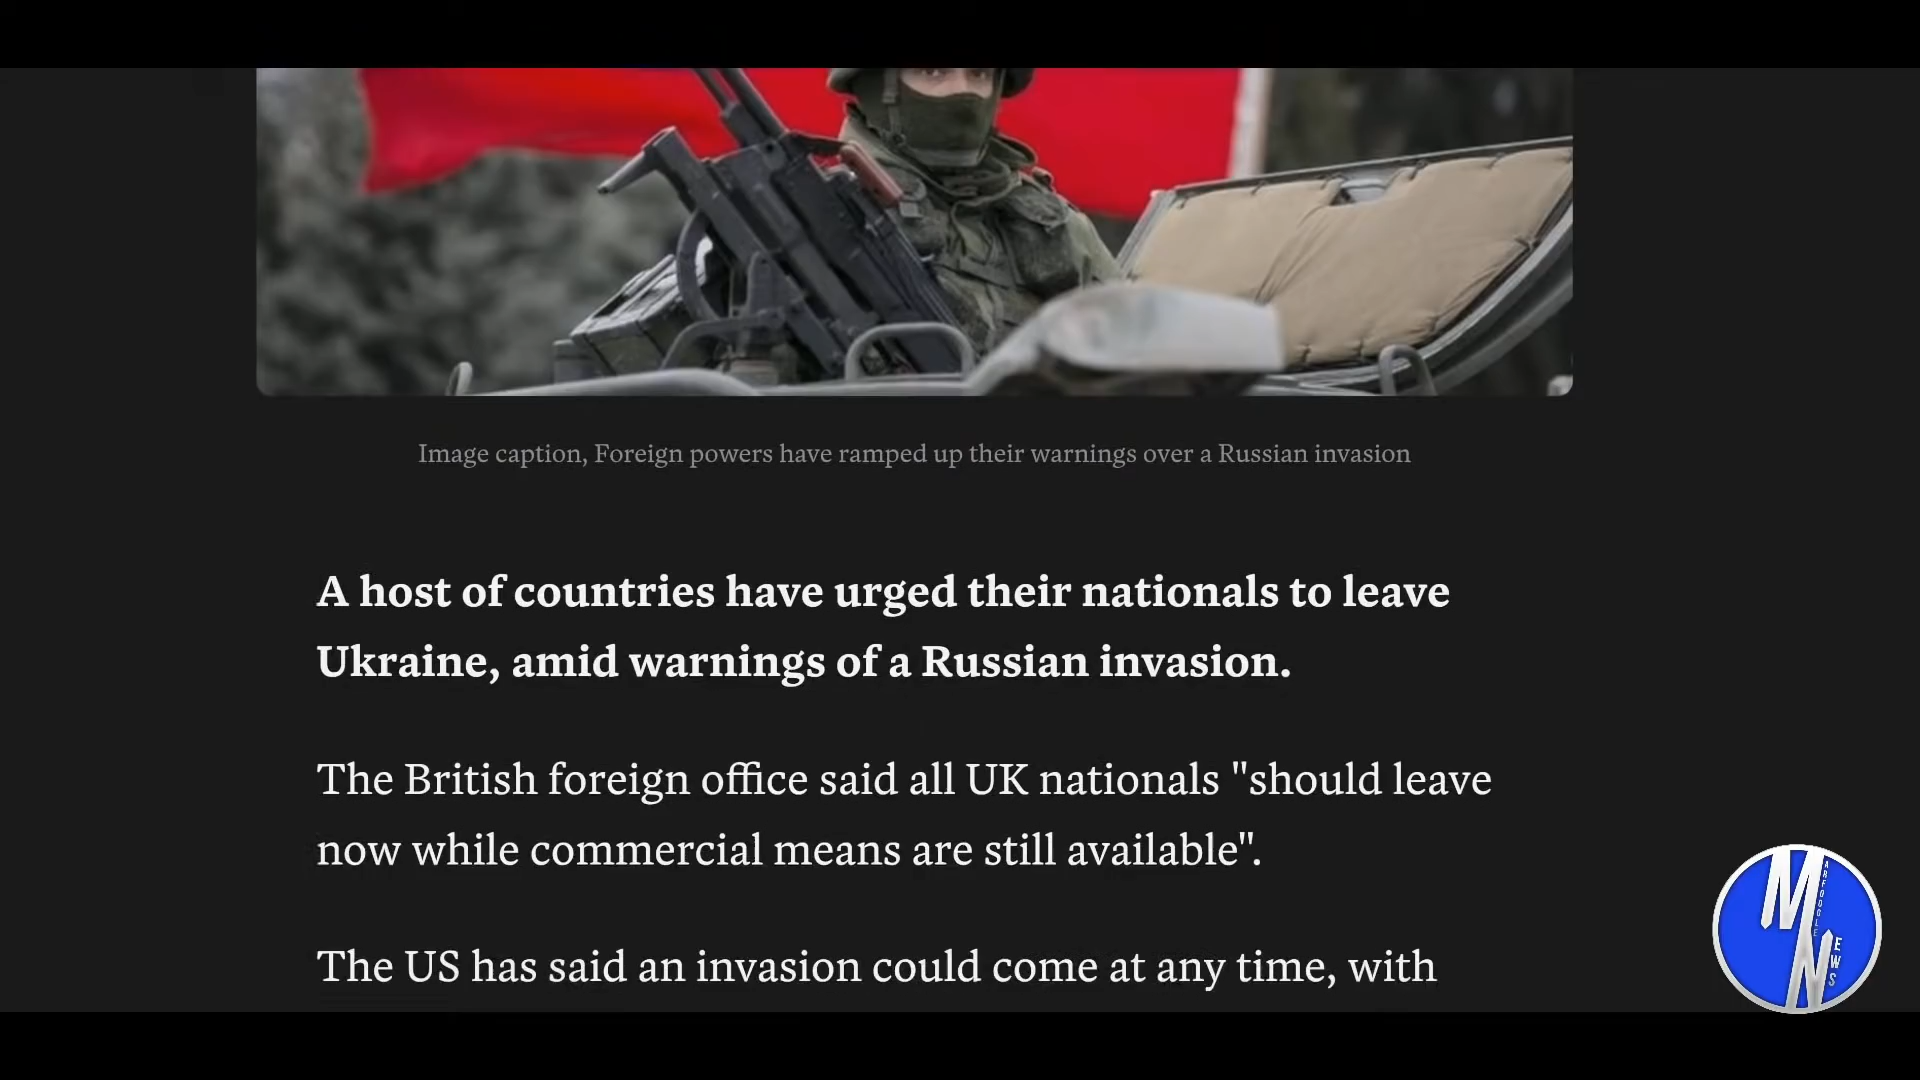 Image caption, Foreign powers have ramped up their warnings over a Russian invasion
A host of countries have urged their nationals to leave
Ukraine, amid warnings of a Russian invasion.
The British foreign office said all UK nationals "should leave
now while commercial means are still available".
The US has said an invasion could come at any time, with
MARFOOGLE
NEWS